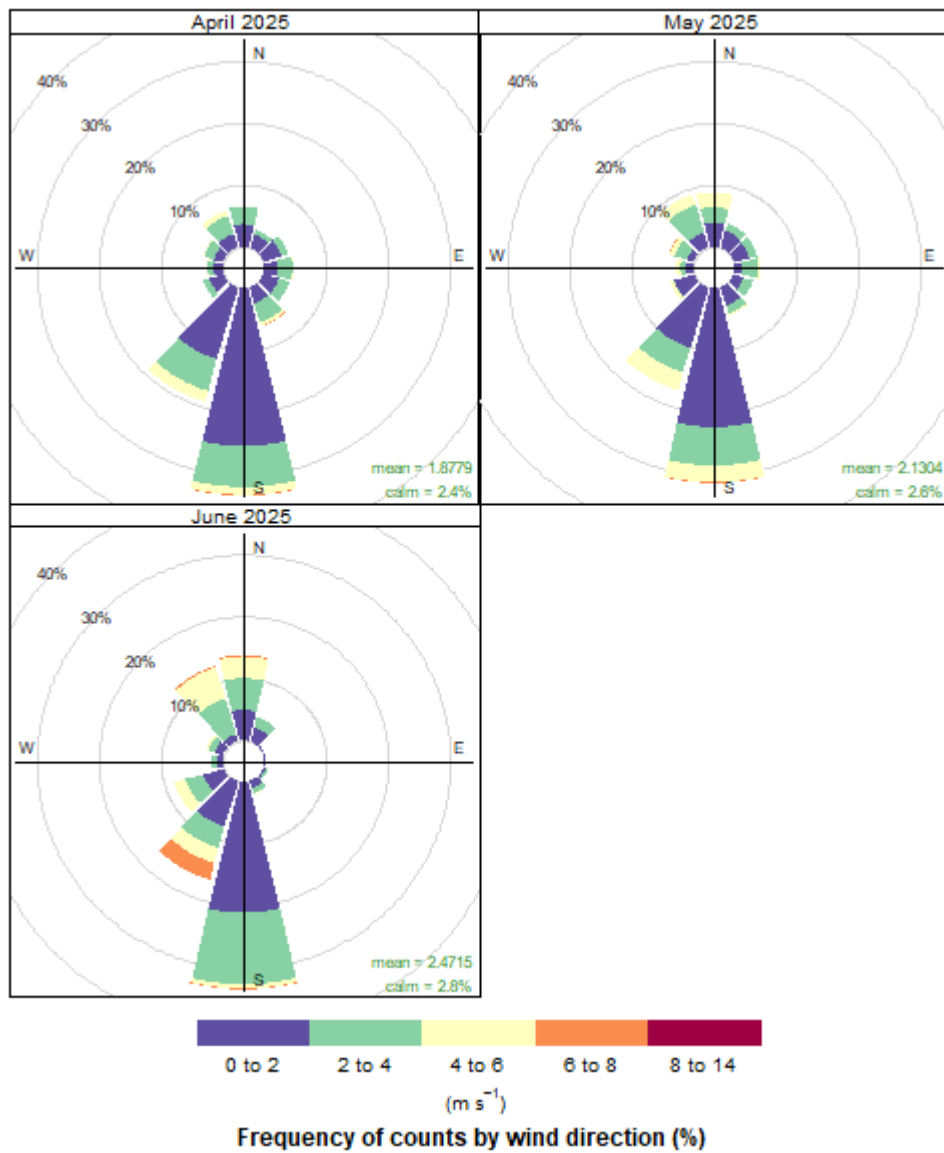 April 2025
May 2025
N
40%
30%
20%
10%
W
E
S
mean = 1.8779
calm = 2.4%
N
40%
30%
20%
10%
W
E
S
mean = 2.1304
calm = 2.6%
June 2025
N
40%
30%
20%
10%
W
E
S
mean = 2.4715
calm = 2.8%
0 to 2
2 to 4
4 to 6
6 to 8
8 to 14
(m s⁻¹)
Frequency of counts by wind direction (%)